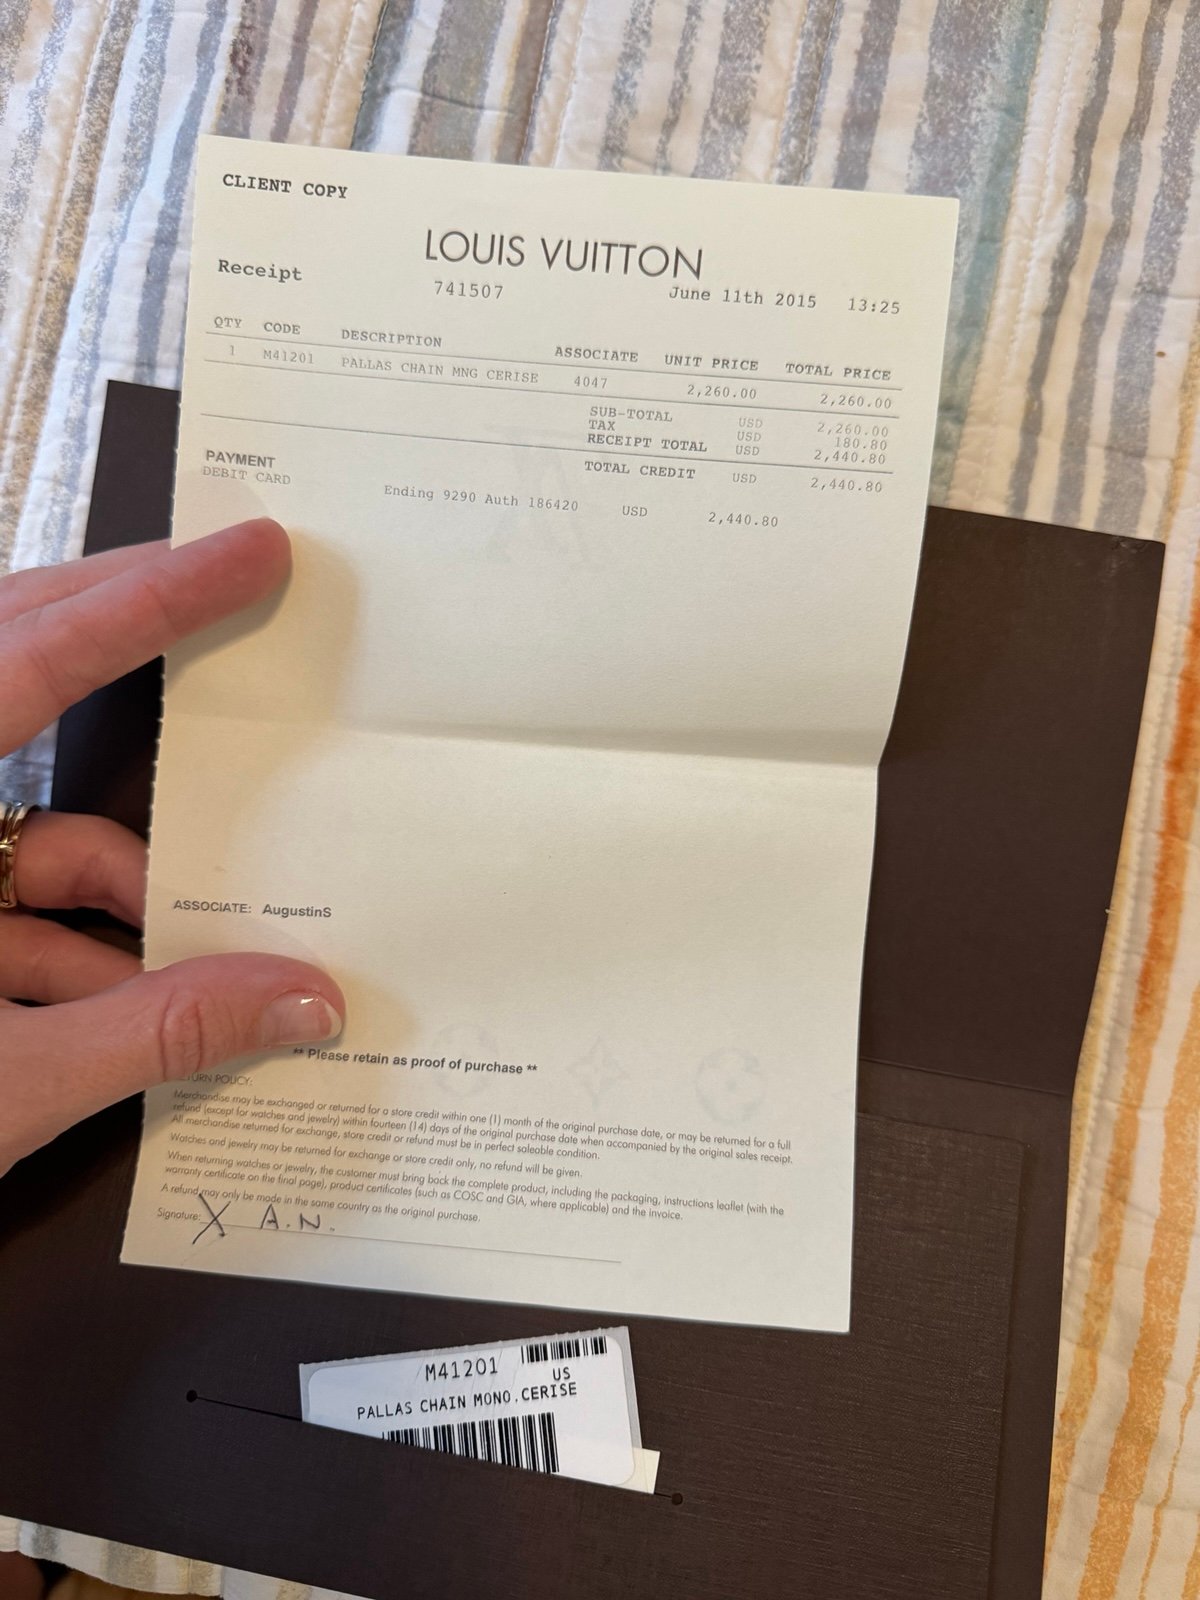 CLIENT COPY
LOUIS VUITTON
Receipt 741507 June 11th 2015 13:25
QTY CODE DESCRIPTION ASSOCIATE UNIT PRICE TOTAL PRICE
1 M41201 PALLAS CHAIN MNG CERISE 4047 2,260.00 2,260.00
SUB-TOTAL USD 2,260.00
TAX USD 180.80
RECEIPT TOTAL USD 2,440.80
PAYMENT TOTAL CREDIT USD 2,440.80
DEBIT CARD
Ending 9290 Auth 186420 USD 2,440.80
ASSOCIATE: AugustinS
** Please retain as proof of purchase **
POLICY:
Merchandise may be exchanged or returned for a store credit within one (1) month of the original purchase date, or may be returned for a full
refund (except for watches and jewelry) within fourteen (14) days of the original purchase date when accompanied by the original sales receipt.
All merchandise returned for exchange, store credit or refund must be in perfect saleable condition.
Watches and jewelry may be returned for exchange or store credit only, no refund will be given.
When returning watches or jewelry, the customer must bring back the complete product, including the packaging, instructions leaflet (with the
warranty certificate on the final page), product certificates (such as COSC and GIA, where applicable) and the invoice.
A refund may only be made in the same country as the original purchase.
Signature: X A.N.
M41201 US
PALLAS CHAIN MONO.CERISE